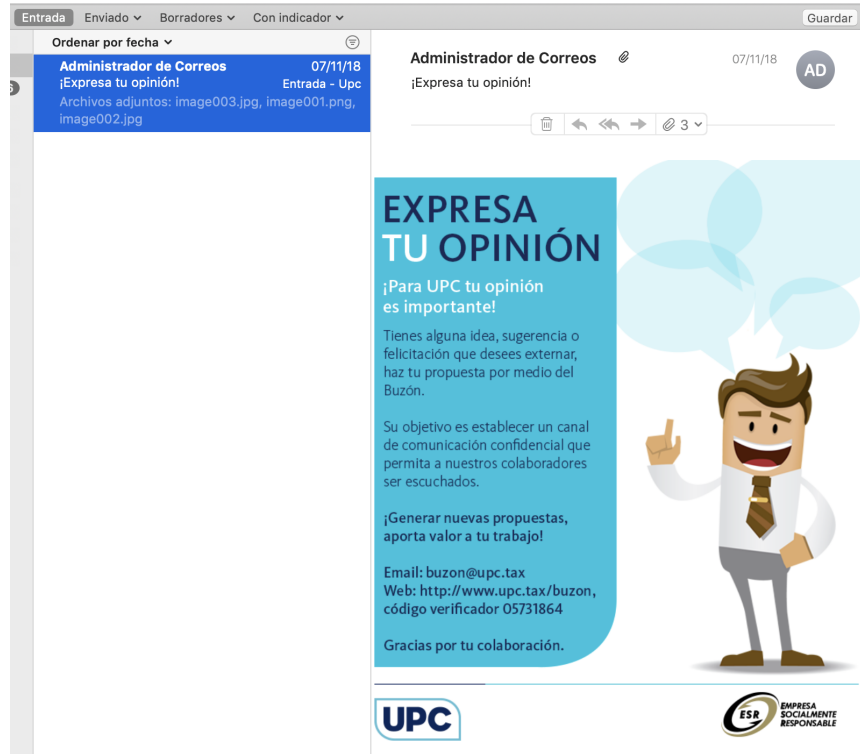 Entrada Enviado Borradores Con indicador Guardar
Ordenar por fecha
Administrador de Correos 07/11/18
¡Expresa tu opinión! Entrada - Upc
Archivos adjuntos: image003.jpg, image001.png,
image002.jpg
Administrador de Correos 07/11/18
AD
¡Expresa tu opinión!
3
EXPRESA
TU OPINIÓN
¡Para UPC tu opinión
es importante!
Tienes alguna idea, sugerencia o
felicitación que desees externar,
haz tu propuesta por medio del
Buzón.
Su objetivo es establecer un canal
de comunicación confidencial que
permita a nuestros colaboradores
ser escuchados.
¡Generar nuevas propuestas,
aporta valor a tu trabajo!
Email: buzon@upc.tax
Web: http://www.upc.tax/buzon,
código verificador 05731864
Gracias por tu colaboración.
UPC
ESR
EMPRESA
SOCIALMENTE
RESPONSABLE